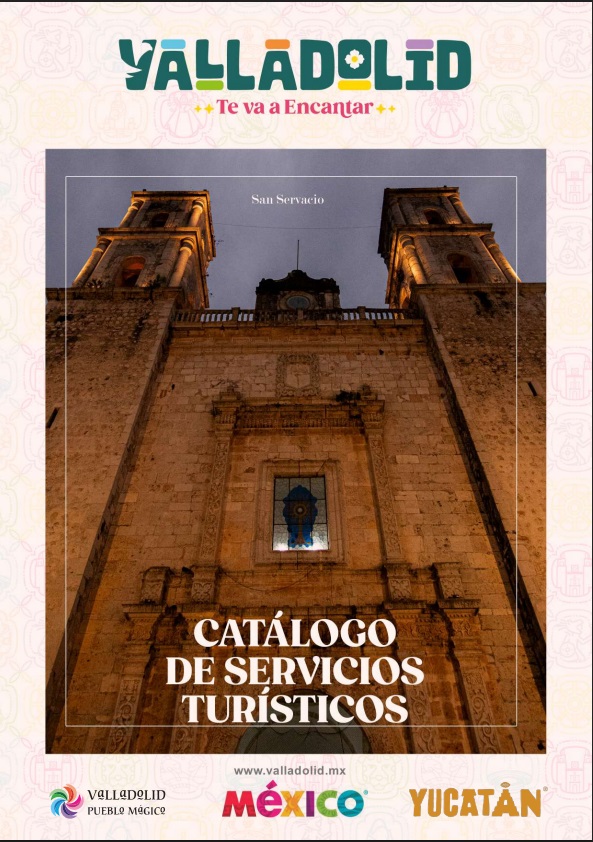 VALLADOLID
Te va a Encantar
San Servacio
CATÁLOGO
DE SERVICIOS
TURÍSTICOS
www.valladolid.mx
VALLADOLID
PUEBLO MÁGICO
MéXICO®
YUCATÁN®